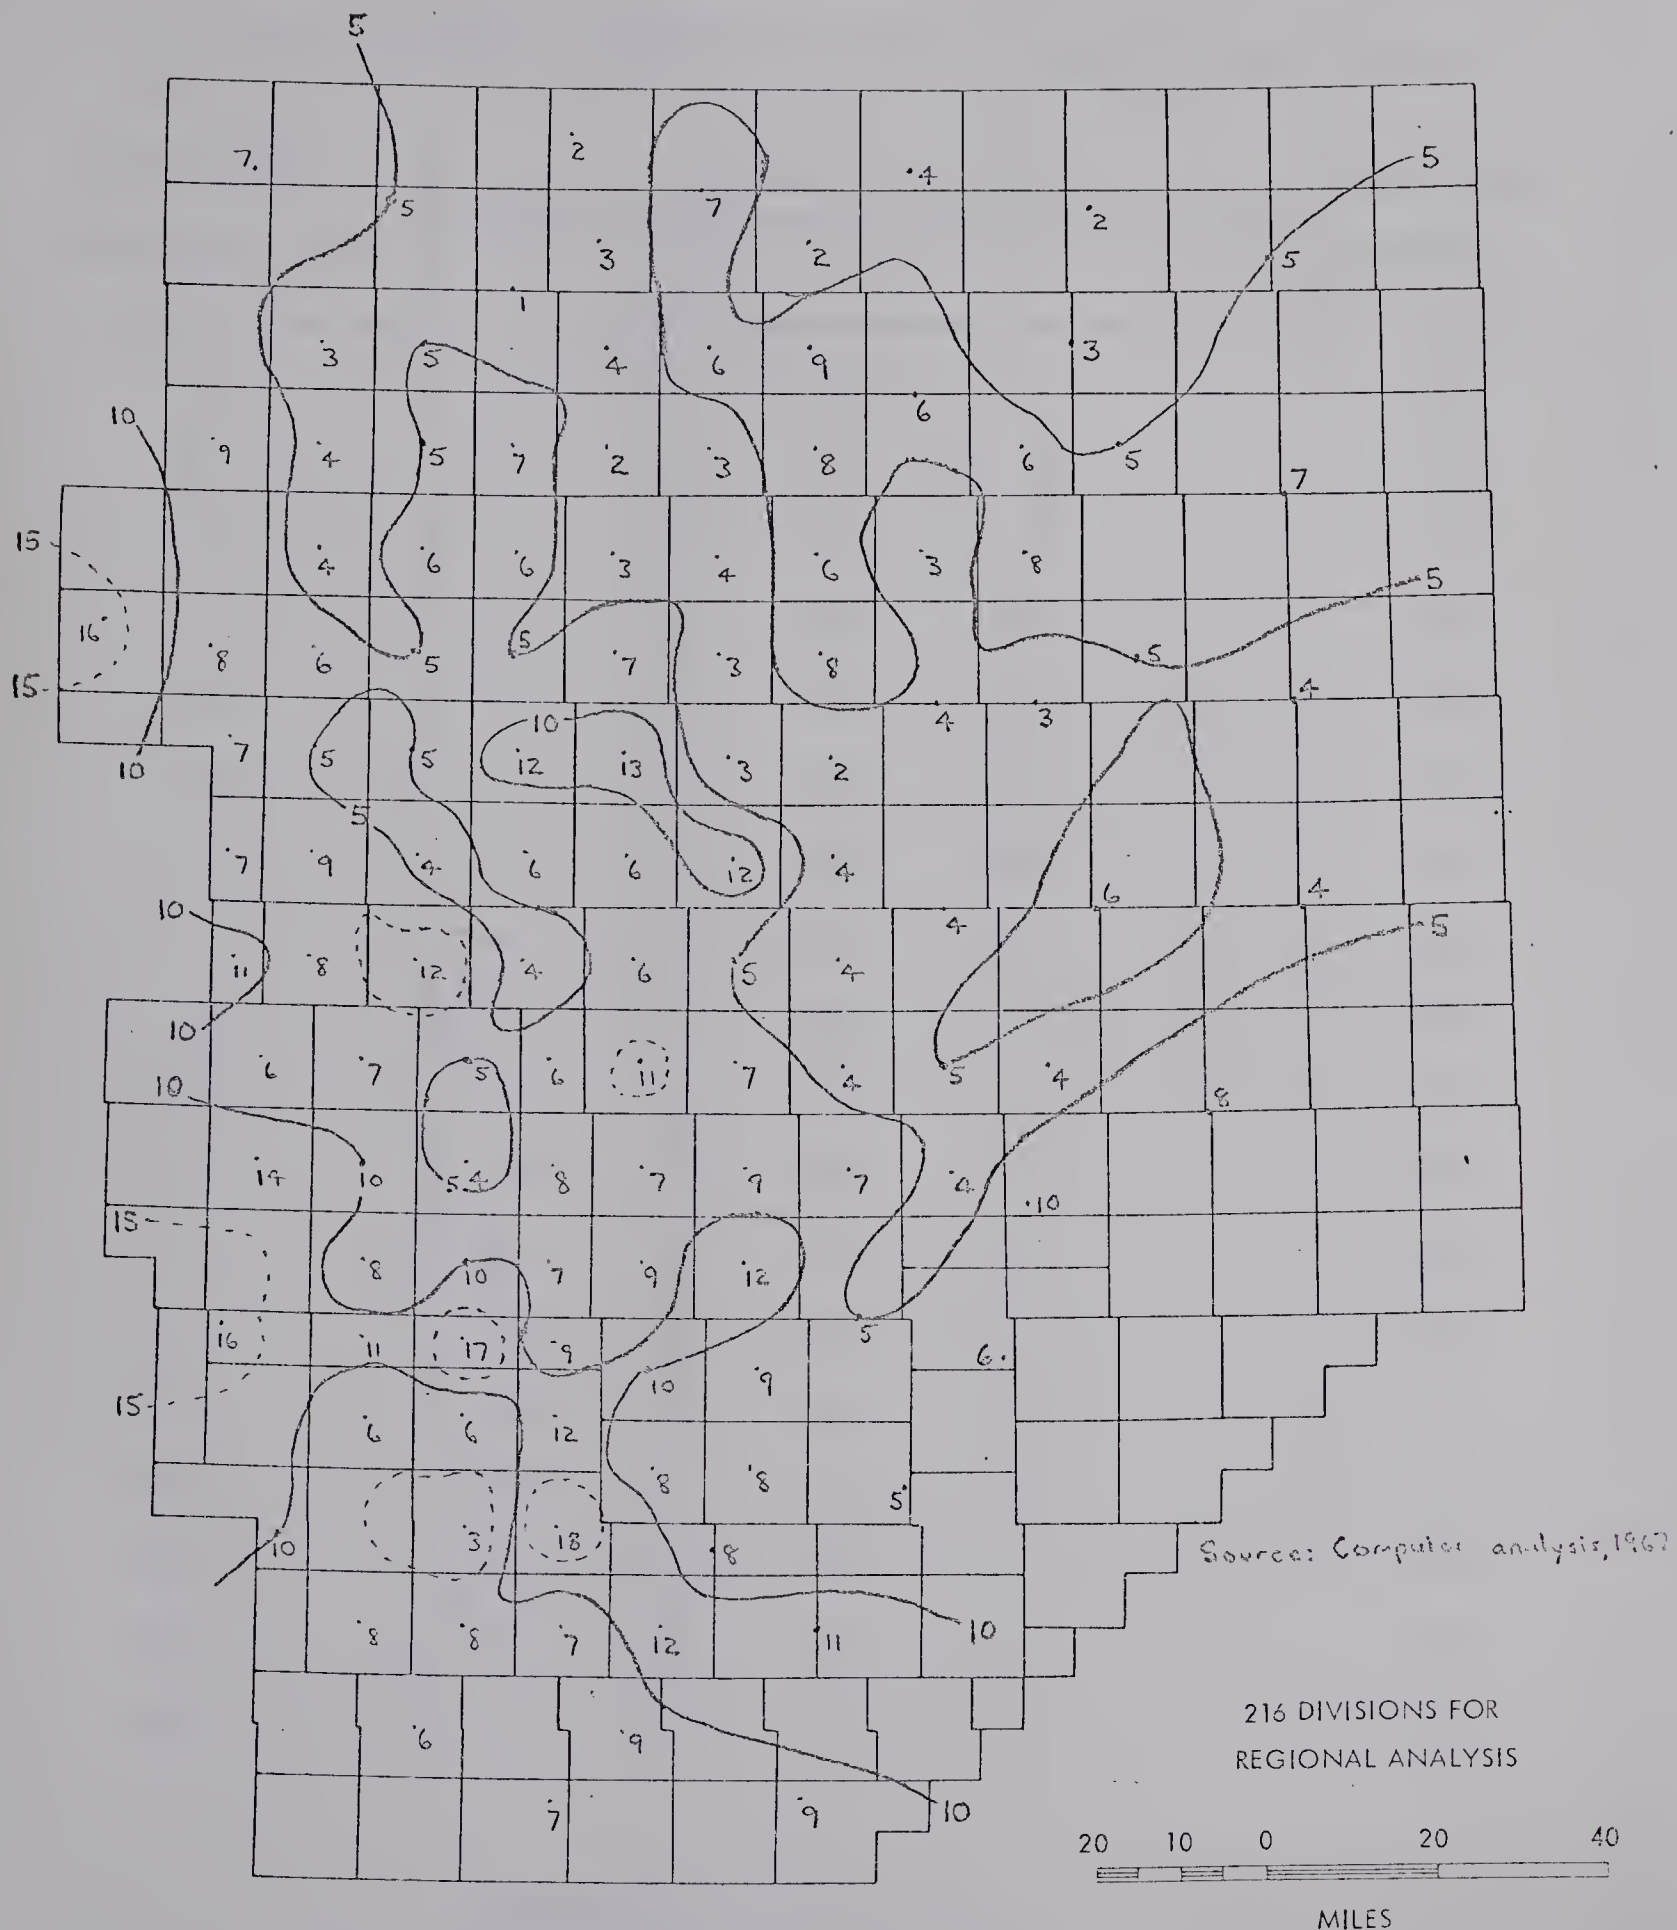 5
7 2 4 5
5 7 2
3 2 5
1
3 5 4 6 9 3
10 6
9 4 5 7 2 3 8 6 5
7
15
4 6 6 3 4 6 3 8 5
16
8 6 5 5 7 3 8 5
15 4
10 4 3
7 5 5 12 13 3 2
10
5
7 9 4 6 6 12 4
6 4
10 4 5
11 8 12 4 6 5 4
10
6 7 5 6 11 7 4 5 4
10 8
14 10 5 4 8 7 9 7 4
10
15
8 10 7 9 12
5
16 11 17 9 6
10 9
15
6 6 12
8 8
5
3 18
10 8
Source: Computer analysis, 1967
8 8 7 12 11 10
6 9
216 DIVISIONS FOR
REGIONAL ANALYSIS
7 9 10
20 10 0 20 40
MILES